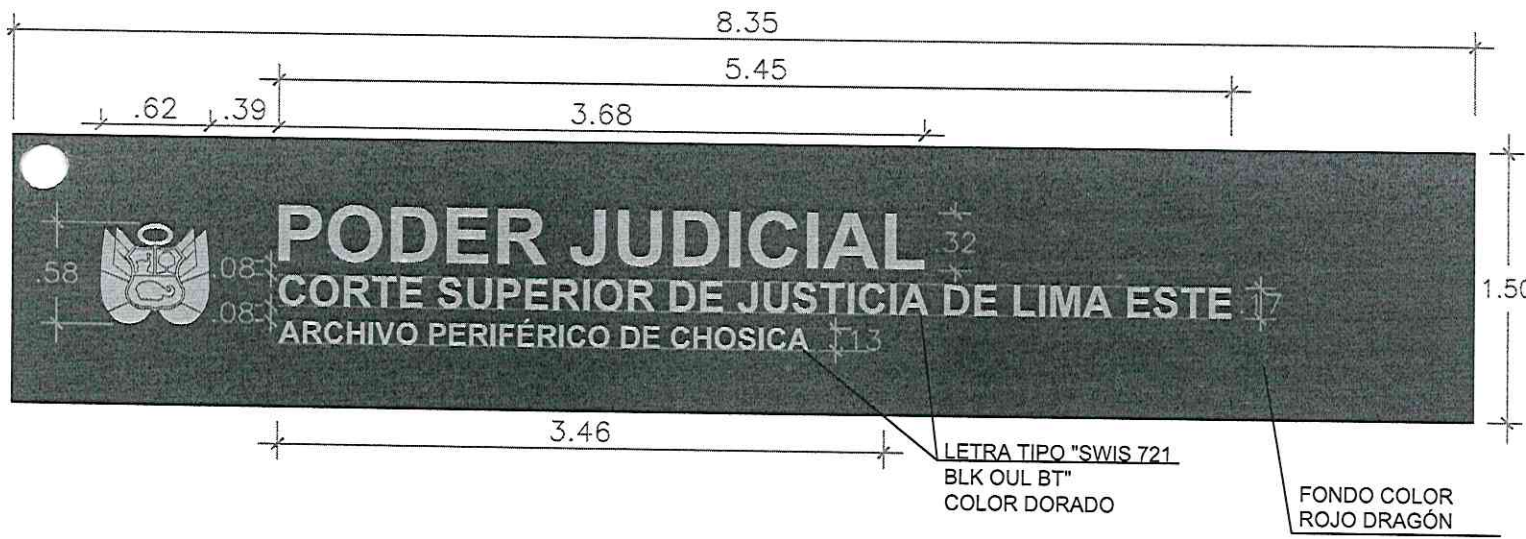 8.35
5.45
.62 .39 3.68
PODER JUDICIAL .32
.58 .08 1.50
CORTE SUPERIOR DE JUSTICIA DE LIMA ESTE .17
.08
ARCHIVO PERIFÉRICO DE CHOSICA .13
3.46
LETRA TIPO "SWIS 721
BLK OUL BT"
COLOR DORADO
FONDO COLOR
ROJO DRAGÓN